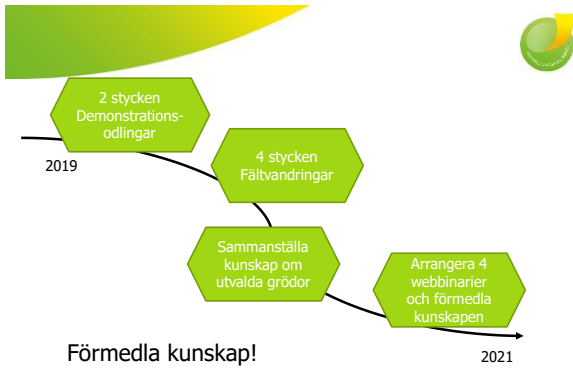 2 stycken
Demonstrations-
odlingar
2019
4 stycken
Fältvandringar
Sammanställa
kunskap om
utvalda grödor
Arrangera 4
webbinarier
och förmedla
kunskapen
Förmedla kunskap!
2021